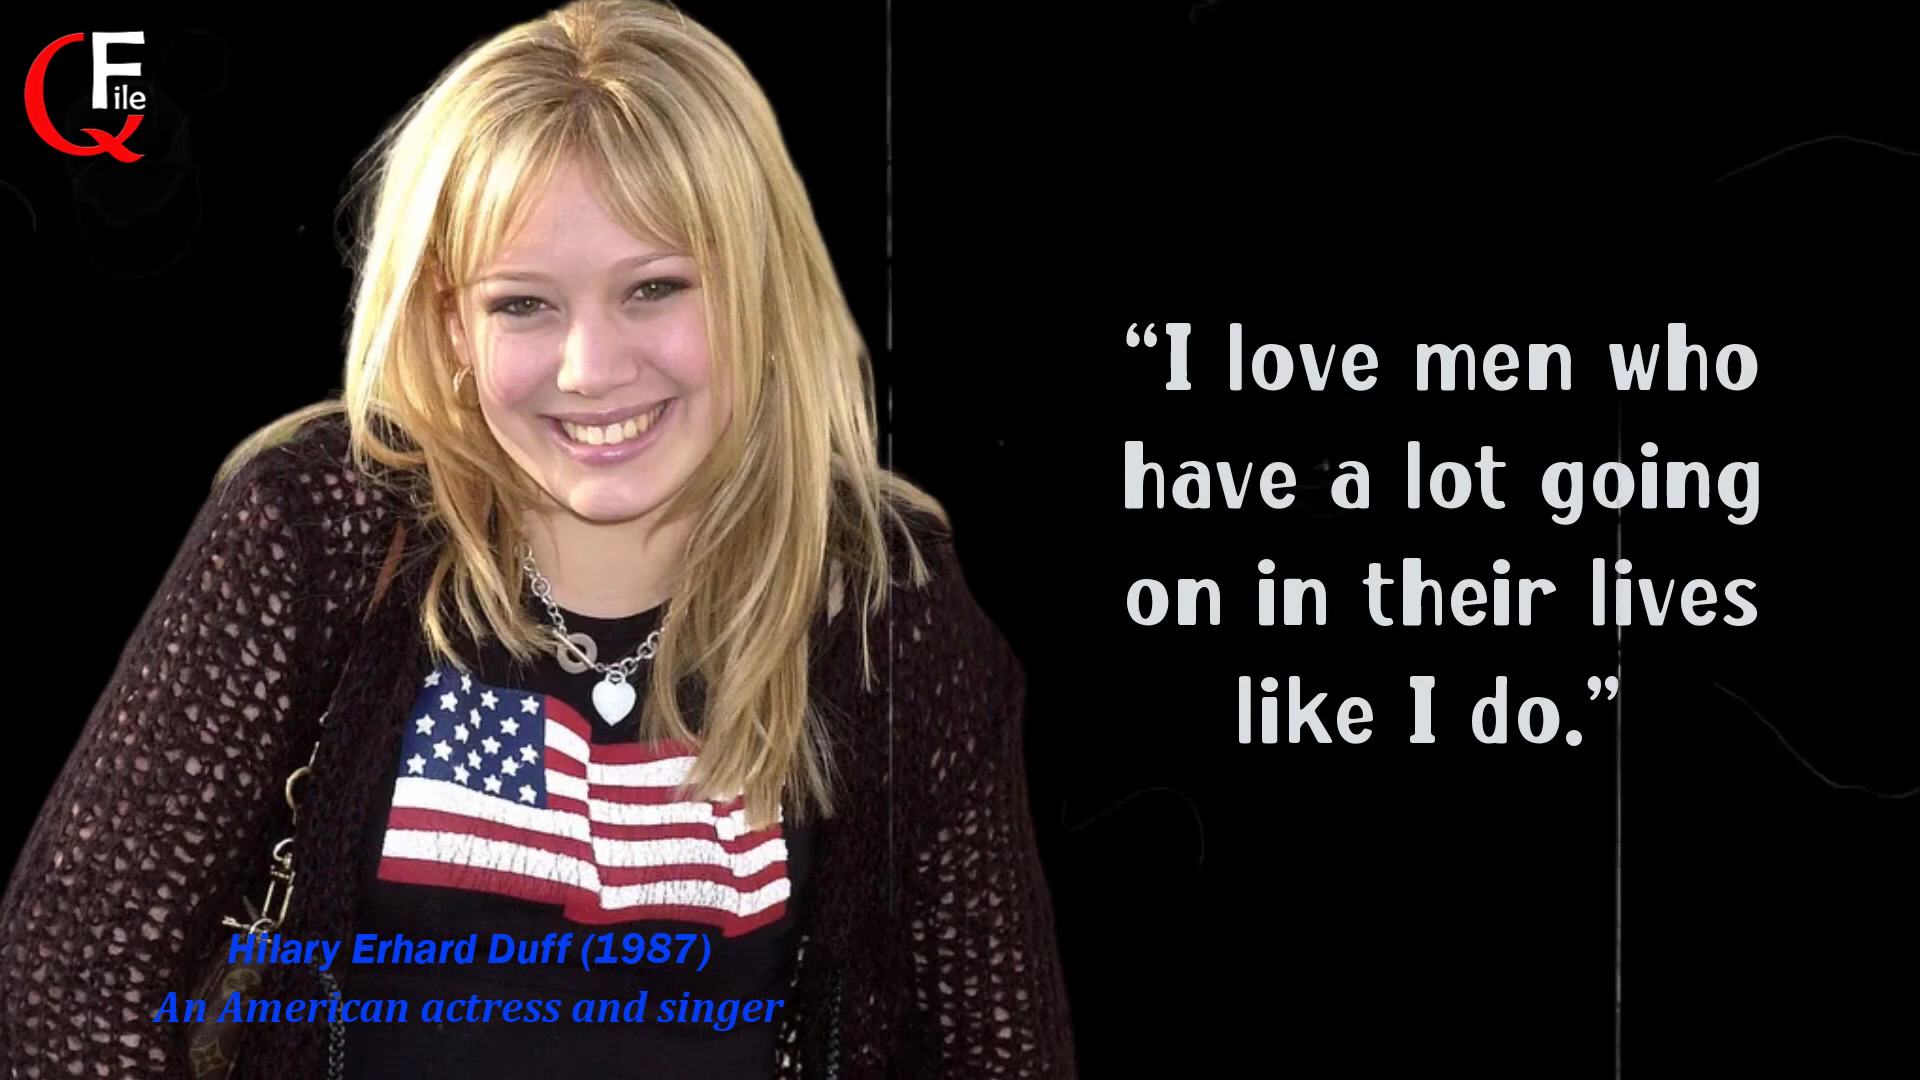 QFile
“I love men who
have a lot going
on in their lives
like I do.”
Hilary Erhard Duff (1987)
An American actress and singer